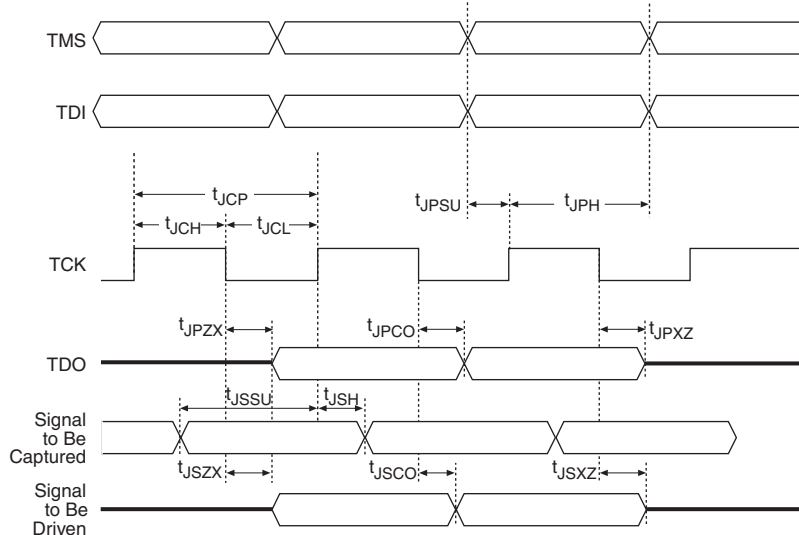 TMS
TDI
tJCP
tJPSU
tJPH
tJCH
tJCL
TCK
tJPZX
tJPCO
tJPXZ
TDO
tJSSU
tJSH
Signal
to Be
Captured
tJSZX
tJSCO
tJSXZ
Signal
to Be
Driven